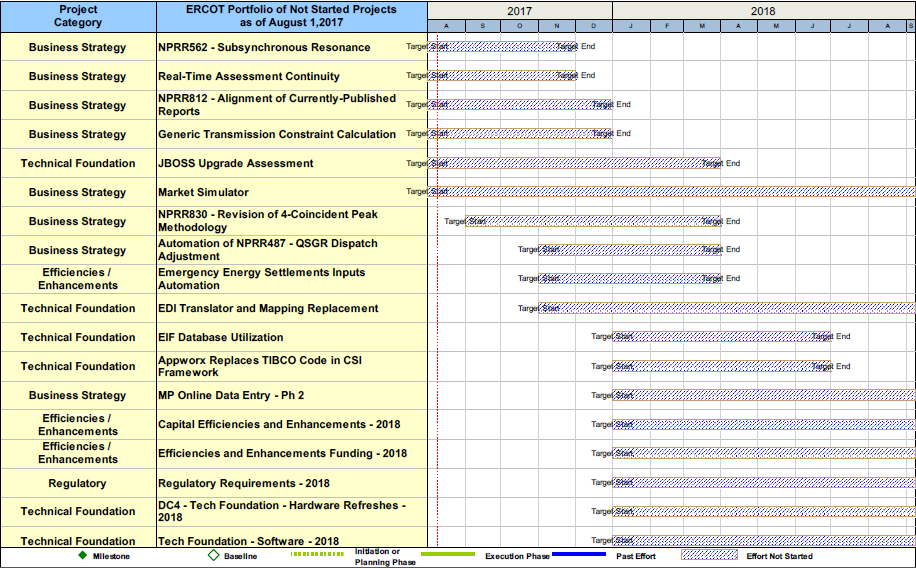 Project
Category
ERCOT Portfolio of Not Started Projects
as of August 1,2017
2017 2018
A S O N D J F M A M J J A S
Business Strategy NPRR562 - Subsynchronous Resonance Target Start Target End
Business Strategy Real-Time Assessment Continuity Target Start Target End
Business Strategy NPRR812 - Alignment of Currently-Published
Reports Target Start Target End
Business Strategy Generic Transmission Constraint Calculation Target Start Target End
Technical Foundation JBOSS Upgrade Assessment Target Start Target End
Business Strategy Market Simulator Target Start
Business Strategy NPRR830 - Revision of 4-Coincident Peak
Methodology Target Start Target End
Business Strategy Automation of NPRR487 - QSGR Dispatch
Adjustment Target Start Target End
Efficiencies /
Enhancements Emergency Energy Settlements Inputs
Automation Target Start Target End
Technical Foundation EDI Translator and Mapping Replacement Target Start
Technical Foundation EIF Database Utilization Target Start Target End
Technical Foundation Appworx Replaces TIBCO Code in CSI
Framework Target Start Target End
Business Strategy MP Online Data Entry - Ph 2 Target Start
Efficiencies /
Enhancements Capital Efficiencies and Enhancements - 2018 Target Start
Efficiencies /
Enhancements Efficiencies and Enhancements Funding - 2018 Target Start
Regulatory Regulatory Requirements - 2018 Target Start
Technical Foundation DC4 - Tech Foundation - Hardware Refreshes -
2018 Target Start
Technical Foundation Tech Foundation - Software - 2018 Target Start
Milestone Baseline Initiation or
Planning Phase Execution Phase Past Effort Effort Not Started